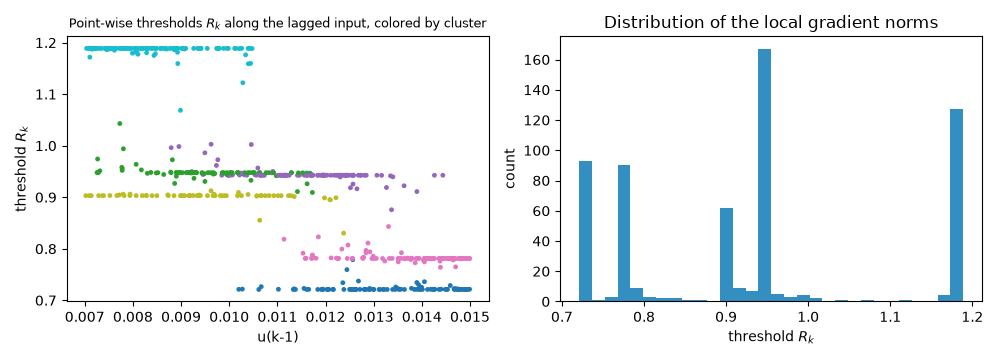 Point-wise thresholds R_k along the lagged input, colored by cluster
1.2
1.1
1.0
0.9
0.8
0.7
threshold R_k
0.007 0.008 0.009 0.010 0.011 0.012 0.013 0.014 0.015
u(k-1)
Distribution of the local gradient norms
160
140
120
100
80
60
40
20
0
count
0.7 0.8 0.9 1.0 1.1 1.2
threshold R_k